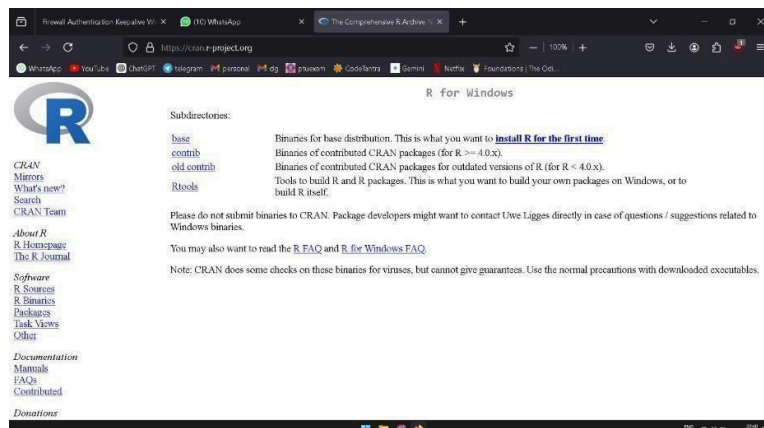 Firewall Authentication Keepalive Wi
(10) WhatsApp
The Comprehensive R Archive N
https://cran.r-project.org
100%
WhatsApp YouTube ChatGPT telegram personal dg ptuexam CodeTantra Gemini Netflix Foundations | The Odi...
R for Windows
R
Subdirectories:
base Binaries for base distribution. This is what you want to install R for the first time.
contrib Binaries of contributed CRAN packages (for R >= 4.0.x).
old contrib Binaries of contributed CRAN packages for outdated versions of R (for R < 4.0.x).
Rtools Tools to build R and R packages. This is what you want to build your own packages on Windows, or to
build R itself.
Please do not submit binaries to CRAN. Package developers might want to contact Uwe Ligges directly in case of questions / suggestions related to
Windows binaries.
You may also want to read the R FAQ and R for Windows FAQ.
Note: CRAN does some checks on these binaries for viruses, but cannot give guarantees. Use the normal precautions with downloaded executables.
CRAN
Mirrors
What's new?
Search
CRAN Team
About R
R Homepage
The R Journal
Software
R Sources
R Binaries
Packages
Task Views
Other
Documentation
Manuals
FAQs
Contributed
Donations